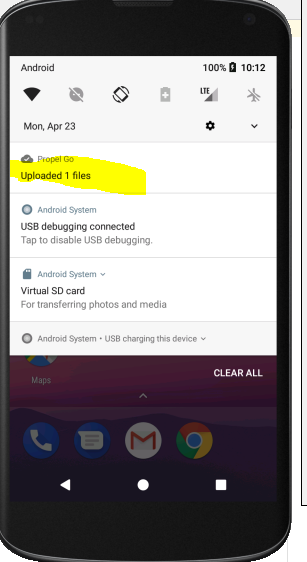 Android 100% 10:12
LTE
Mon, Apr 23
Propel Go
Uploaded 1 files
Android System
USB debugging connected
Tap to disable USB debugging.
Android System
Virtual SD card
For transferring photos and media
Android System • USB charging this device
CLEAR ALL
Maps